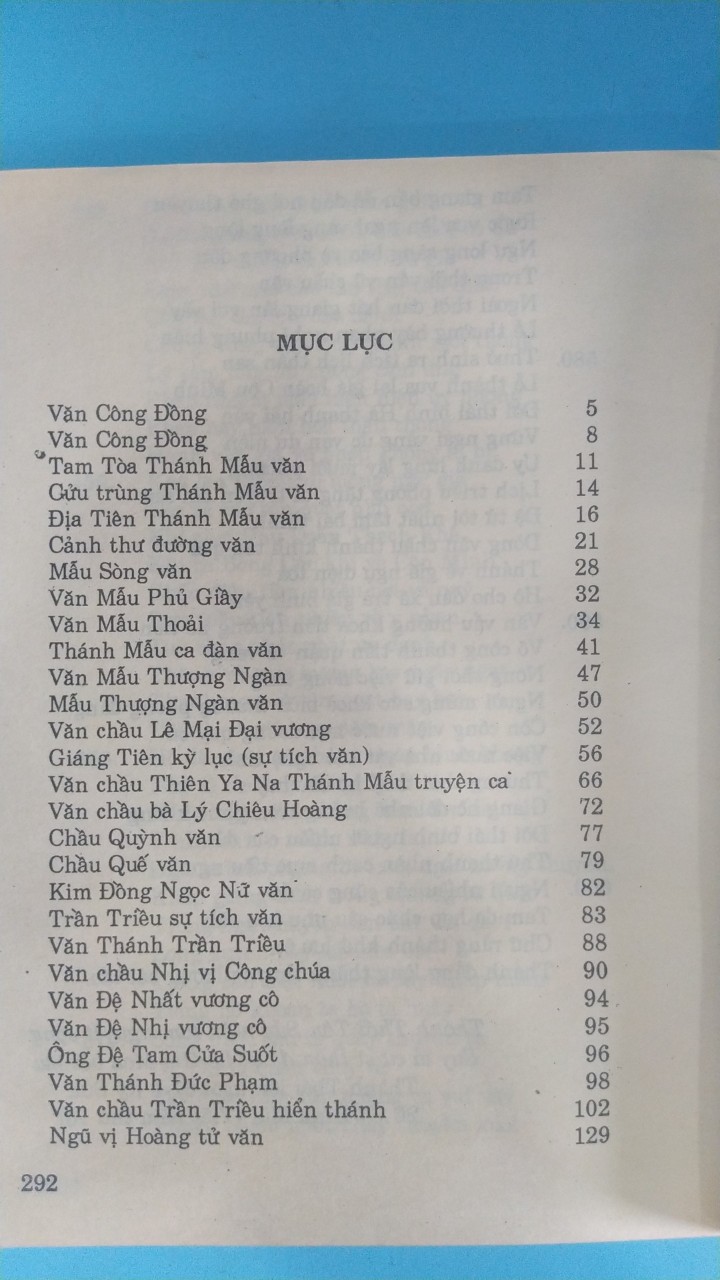 MỤC LỤC
Văn Công Đồng 5
Văn Công Đồng 8
Tam Tòa Thánh Mẫu văn 11
Cửu trùng Thánh Mẫu văn 14
Địa Tiên Thánh Mẫu văn 16
Cảnh thư đường văn 21
Mẫu Sòng văn 28
Văn Mẫu Phủ Giầy 32
Văn Mẫu Thoải 34
Thánh Mẫu ca đàn văn 41
Văn Mẫu Thượng Ngàn 47
Mẫu Thượng Ngàn văn 50
Văn chầu Lê Mại Đại vương 52
Giáng Tiên kỳ lục (sự tích văn) 56
Văn chầu Thiên Ya Na Thánh Mẫu truyện ca 66
Văn chầu bà Lý Chiêu Hoàng 72
Chầu Quỳnh văn 77
Chầu Quế văn 79
Kim Đồng Ngọc Nữ văn 82
Trần Triều sự tích văn 83
Văn Thánh Trần Triều 88
Văn chầu Nhị vị Công chúa 90
Văn Đệ Nhất vương cô 94
Văn Đệ Nhị vương cô 95
Ông Đệ Tam Cửa Suốt 96
Văn Thánh Đức Phạm 98
Văn chầu Trần Triều hiển thánh 102
Ngũ vị Hoàng tử văn 129
292